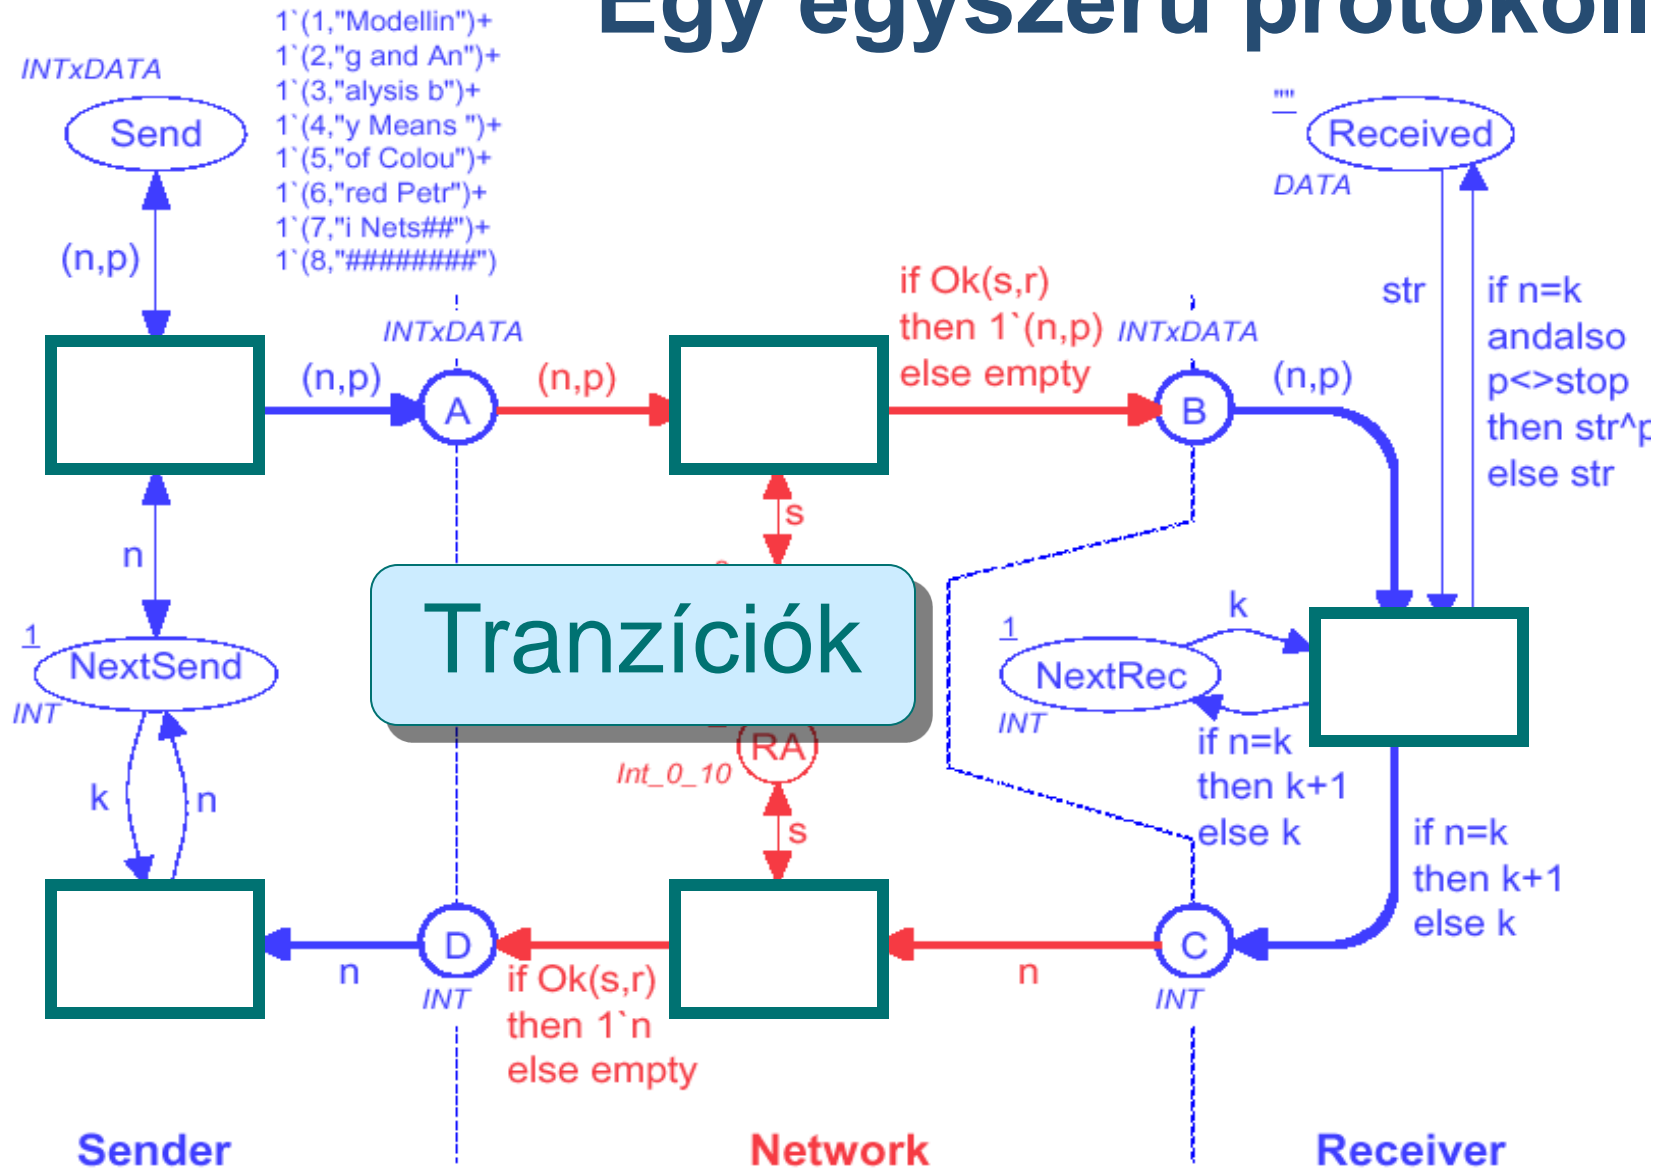 Egy egyszerű protokoll
1`(1,"Modellin")+
1`(2,"g and An")+
1`(3,"alysis b")+
1`(4,"y Means ")+
1`(5,"of Colou")+
1`(6,"red Petr")+
1`(7,"i Nets##")+
1`(8,"########")
INTxDATA
Send
""
Received
DATA
(n,p)
str
if n=k
andalso
p<>stop
then str^p
else str
if Ok(s,r)
then 1`(n,p)
else empty
INTxDATA
INTxDATA
(n,p)
A
(n,p)
B
(n,p)
s
n
Tranzíciók
1
NextSend
INT
k
1
NextRec
INT
if n=k
then k+1
else k
RA
Int_0_10
k
n
s
if n=k
then k+1
else k
n
D
INT
if Ok(s,r)
then 1`n
else empty
n
C
INT
Sender
Network
Receiver